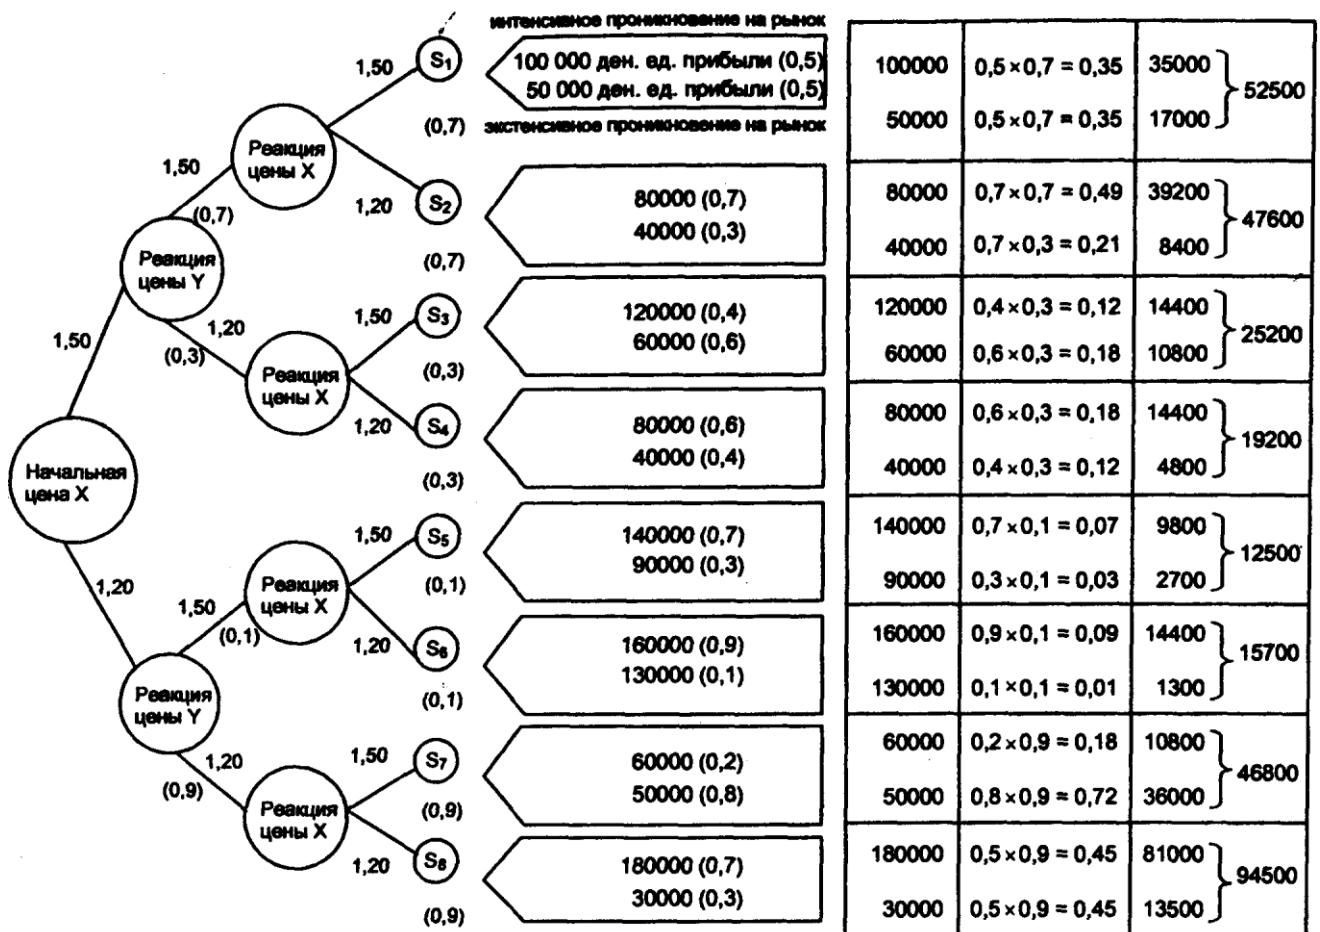 интенсивное проникновение на рынок
100 000 ден. ед. прибыли (0,5)
50 000 ден. ед. прибыли (0,5)
экстенсивное проникновение на рынок
Начальная
цена X
1,50
1,20
Реакция
цены Y
1,50
(0,7)
1,20
(0,3)
Реакция
цены X
1,50
S1
(0,7)
1,20
S2
(0,7)
80000 (0,7)
40000 (0,3)
Реакция
цены X
1,50
S3
(0,3)
1,20
S4
(0,3)
120000 (0,4)
60000 (0,6)
80000 (0,6)
40000 (0,4)
Реакция
цены Y
1,50
(0,1)
1,20
(0,9)
Реакция
цены X
1,50
S5
(0,1)
1,20
S6
(0,1)
140000 (0,7)
90000 (0,3)
160000 (0,9)
130000 (0,1)
Реакция
цены X
1,50
S7
(0,9)
1,20
S8
(0,9)
60000 (0,2)
50000 (0,8)
180000 (0,7)
30000 (0,3)
100000 0,5×0,7 = 0,35 35000
52500
50000 0,5×0,7 = 0,35 17000
80000 0,7×0,7 = 0,49 39200
47600
40000 0,7×0,3 = 0,21 8400
120000 0,4×0,3 = 0,12 14400
25200
60000 0,6×0,3 = 0,18 10800
80000 0,6×0,3 = 0,18 14400
19200
40000 0,4×0,3 = 0,12 4800
140000 0,7×0,1 = 0,07 9800
12500
90000 0,3×0,1 = 0,03 2700
160000 0,9×0,1 = 0,09 14400
15700
130000 0,1×0,1 = 0,01 1300
60000 0,2×0,9 = 0,18 10800
46800
50000 0,8×0,9 = 0,72 36000
180000 0,5×0,9 = 0,45 81000
94500
30000 0,5×0,9 = 0,45 13500